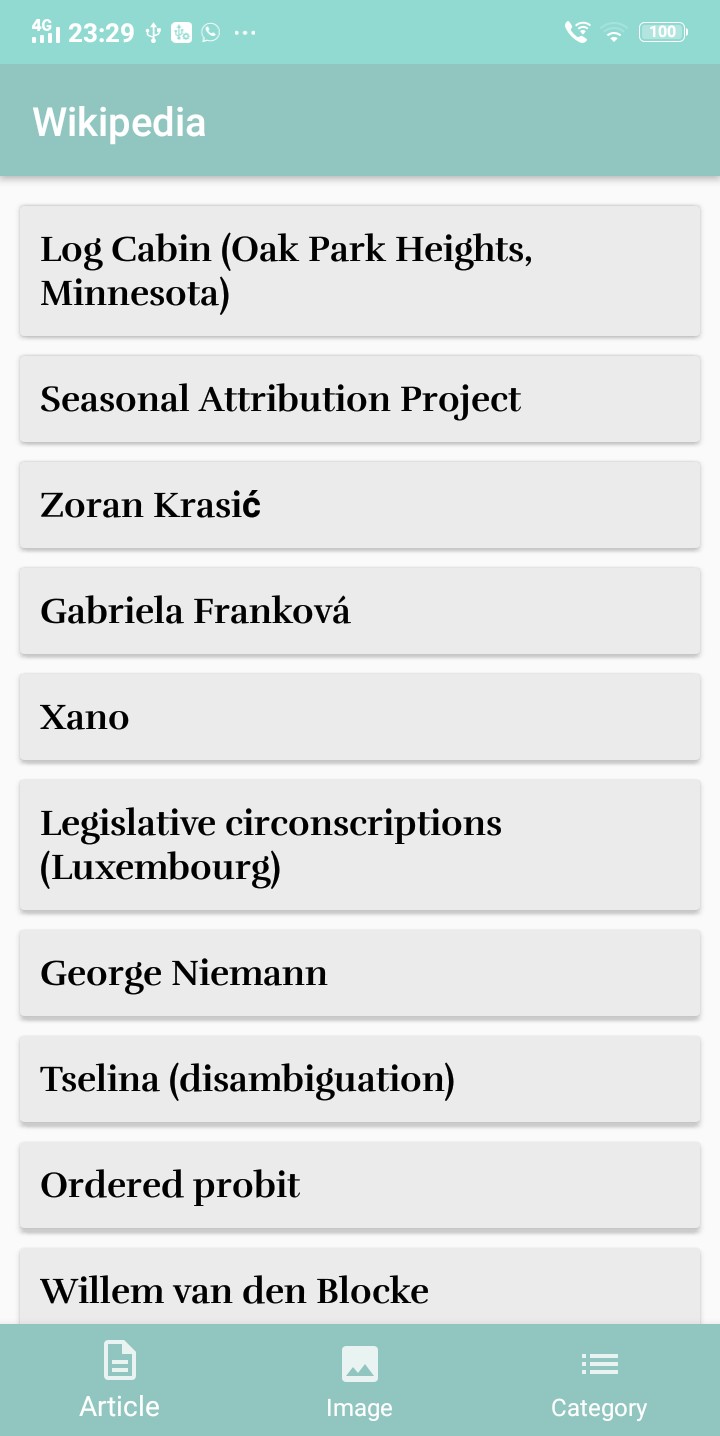 4G 23:29 100
Wikipedia
Log Cabin (Oak Park Heights,
Minnesota)
Seasonal Attribution Project
Zoran Krasić
Gabriela Franková
Xano
Legislative circonscriptions
(Luxembourg)
George Niemann
Tselina (disambiguation)
Ordered probit
Willem van den Blocke
Article Image Category